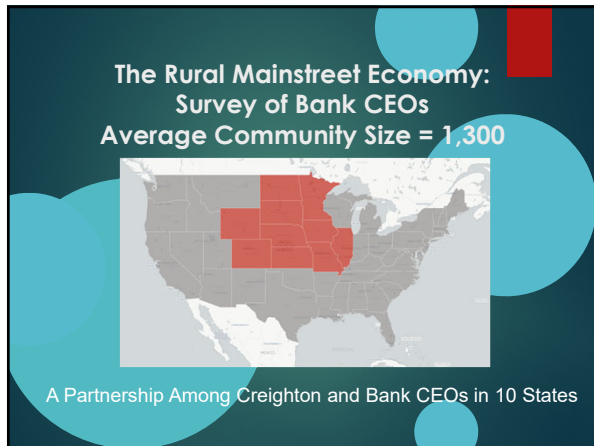 The Rural Mainstreet Economy:
Survey of Bank CEOs
Average Community Size = 1,300
MEXICO
A Partnership Among Creighton and Bank CEOs in 10 States